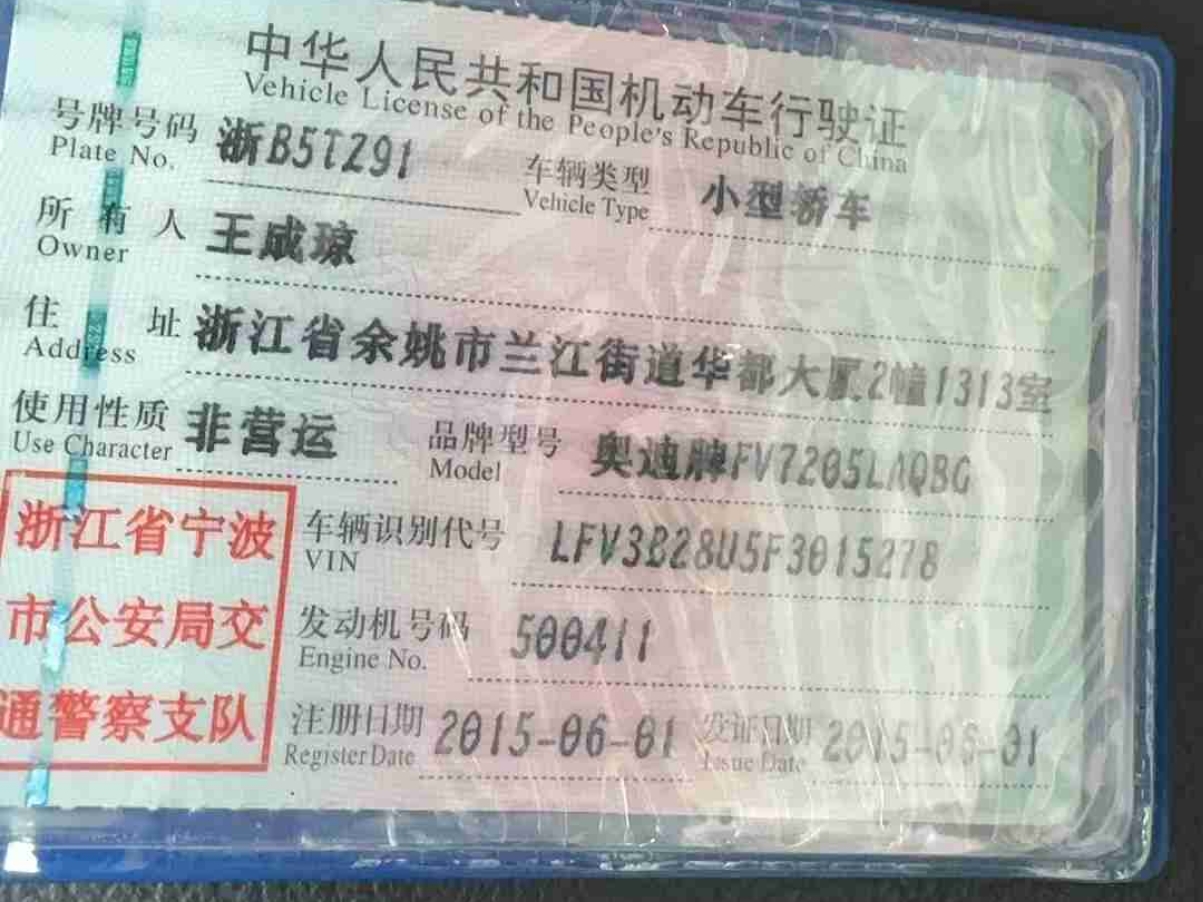 中华人民共和国机动车行驶证
Vehicle License of the People's Republic of China
号牌号码 浙B5TZ91 车辆类型 小型轿车
Plate No. Vehicle Type
所有人 王成琼
Owner
住址 浙江省余姚市兰江街道华都大厦2幢1313室
Address
使用性质 非营运 品牌型号 奥迪牌FV7205LAQBG
Use Character Model
浙江省宁波
市公安局交
通警察支队
车辆识别代号 LFV3B28U5F3015278
VIN
发动机号码 500411
Engine No.
注册日期 2015-06-01 发证日期 2015-06-01
Register Date Issue Date